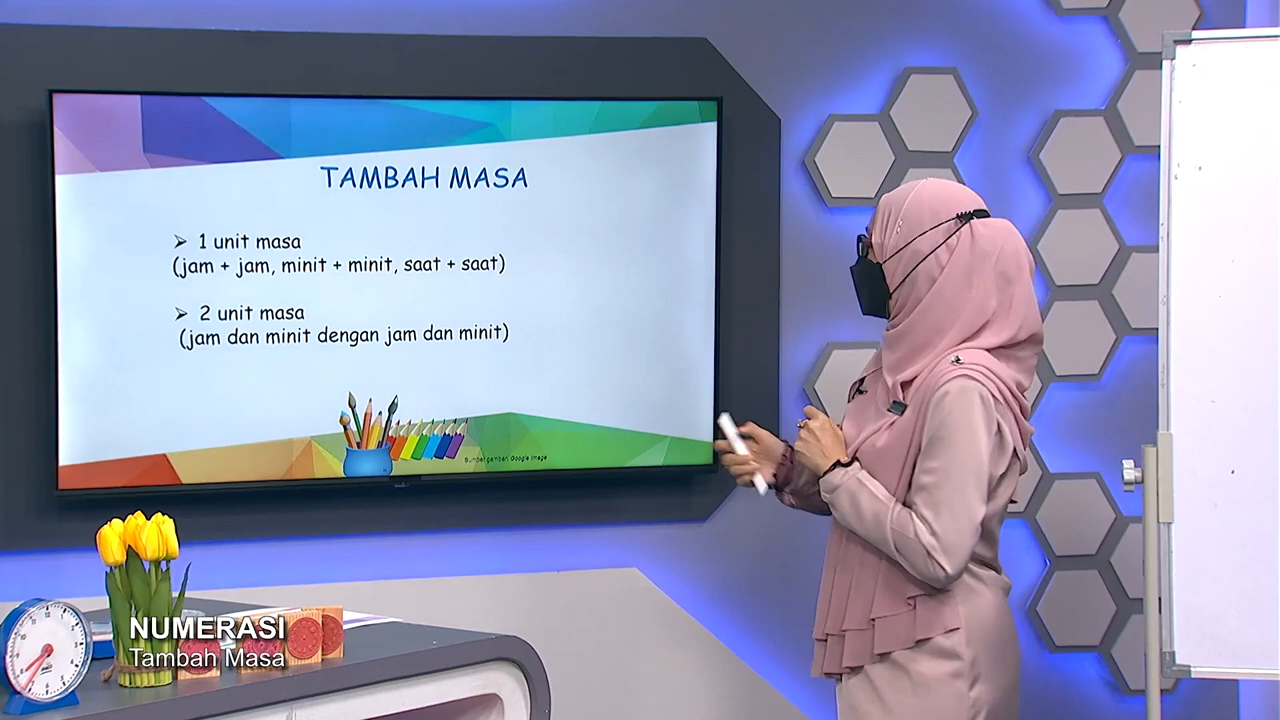 TAMBAH MASA
➢ 1 unit masa
(jam + jam, minit + minit, saat + saat)
➢ 2 unit masa
(jam dan minit dengan jam dan minit)
Sumber gambar: Google Image
NUMERASI
Tambah Masa